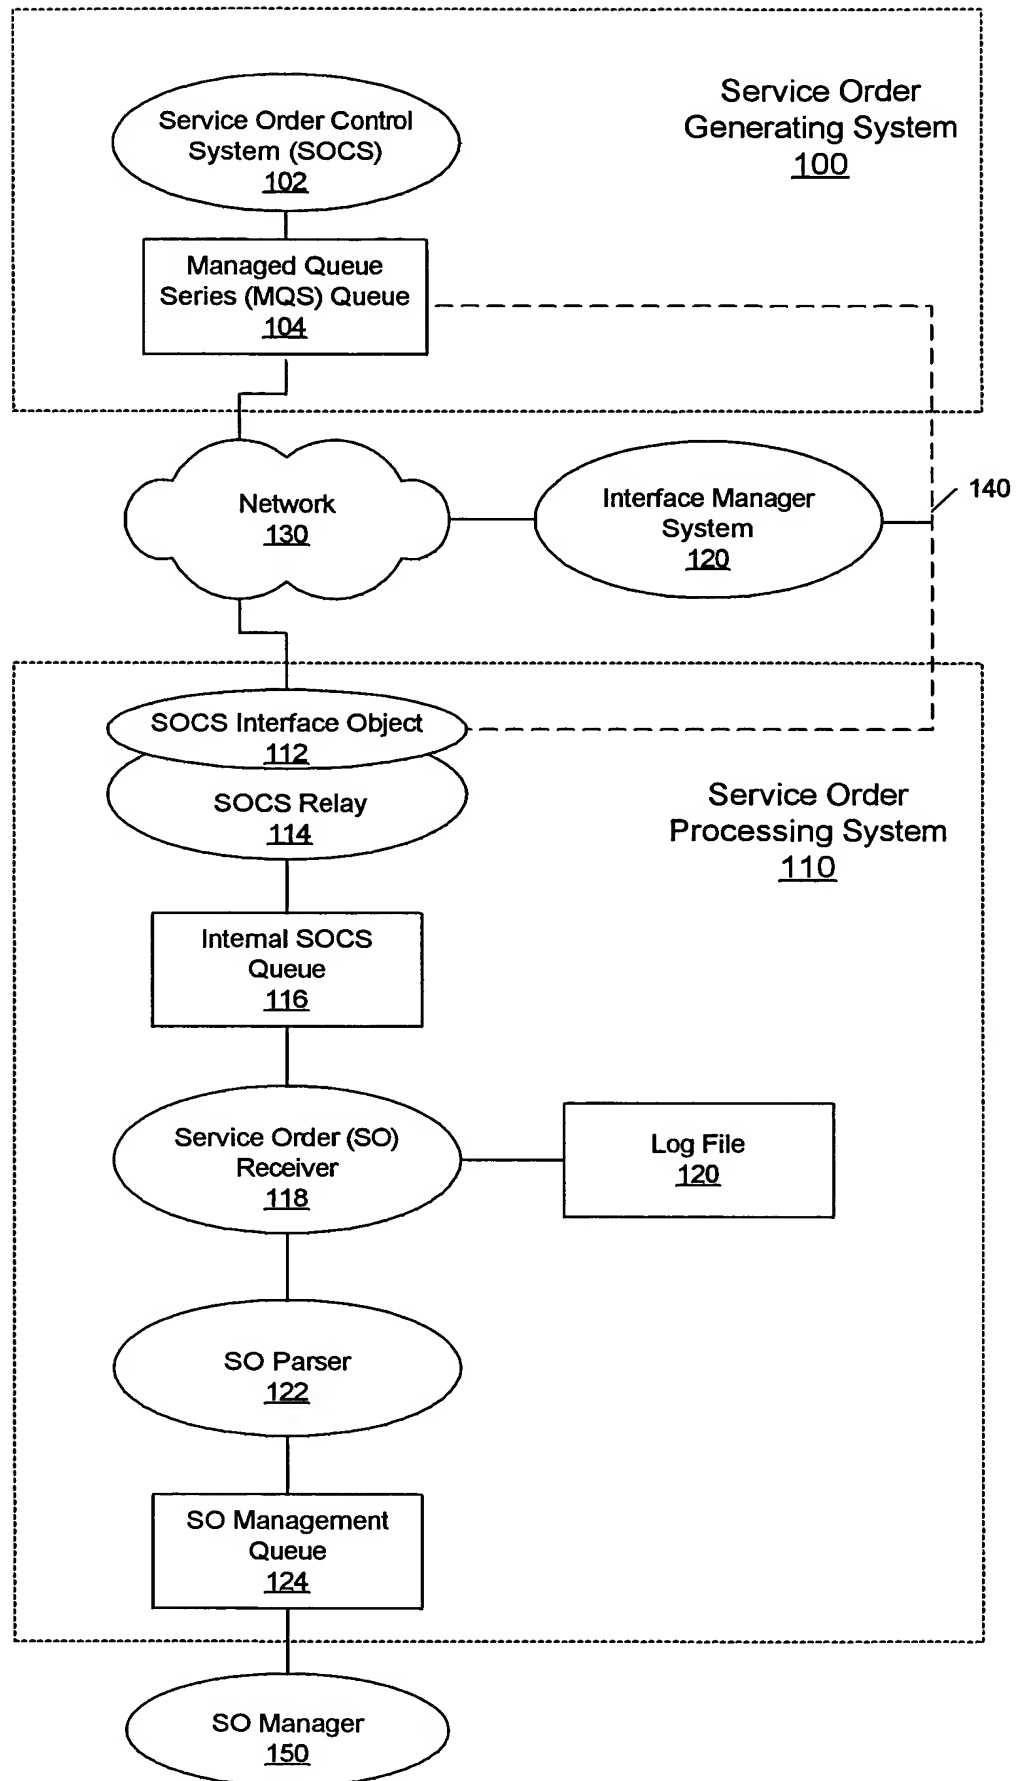 Service Order
Generating System
100
Service Order Control
System (SOCS)
102
Managed Queue
Series (MQS) Queue
104
Network
130
Interface Manager
System
120
140
SOCS Interface Object
112
SOCS Relay
114
Service Order
Processing System
110
Internal SOCS
Queue
116
Service Order (SO)
Receiver
118
Log File
120
SO Parser
122
SO Management
Queue
124
SO Manager
150